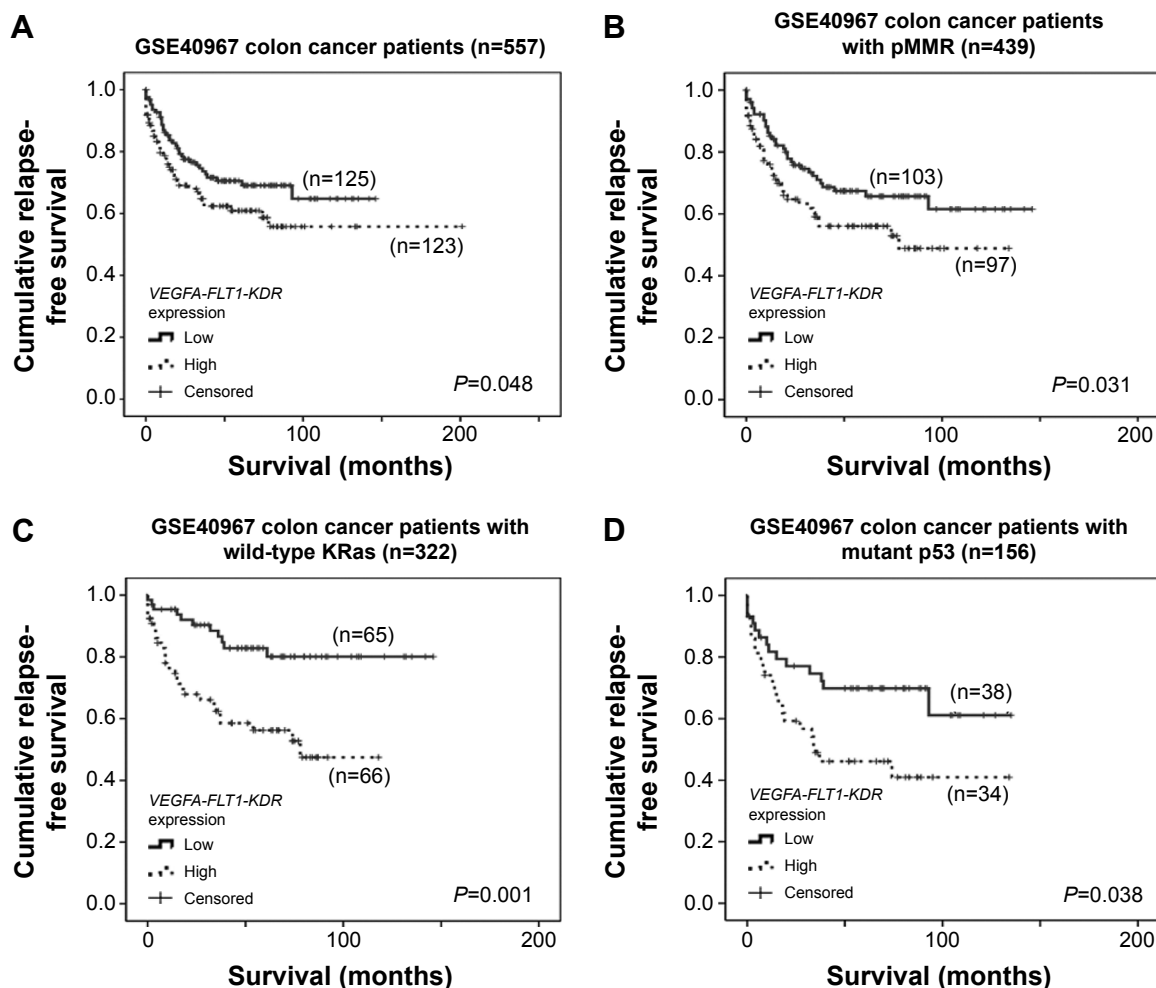 A
GSE40967 colon cancer patients (n=557)
Cumulative relapse-
free survival
1.0
0.8
0.6
0.4
0.2
0.0
(n=125)
(n=123)
VEGFA-FLT1-KDR
expression
Low
High
Censored
P=0.048
0
100
200
Survival (months)
B
GSE40967 colon cancer patients
with pMMR (n=439)
Cumulative relapse-
free survival
1.0
0.8
0.6
0.4
0.2
0.0
(n=103)
(n=97)
VEGFA-FLT1-KDR
expression
Low
High
Censored
P=0.031
0
100
200
Survival (months)
C
GSE40967 colon cancer patients with
wild-type KRas (n=322)
Cumulative relapse-
free survival
1.0
0.8
0.6
0.4
0.2
0.0
(n=65)
(n=66)
VEGFA-FLT1-KDR
expression
Low
High
Censored
P=0.001
0
100
200
Survival (months)
D
GSE40967 colon cancer patients with
mutant p53 (n=156)
Cumulative relapse-
free survival
1.0
0.8
0.6
0.4
0.2
0.0
(n=38)
(n=34)
VEGFA-FLT1-KDR
expression
Low
High
Censored
P=0.038
0
100
200
Survival (months)